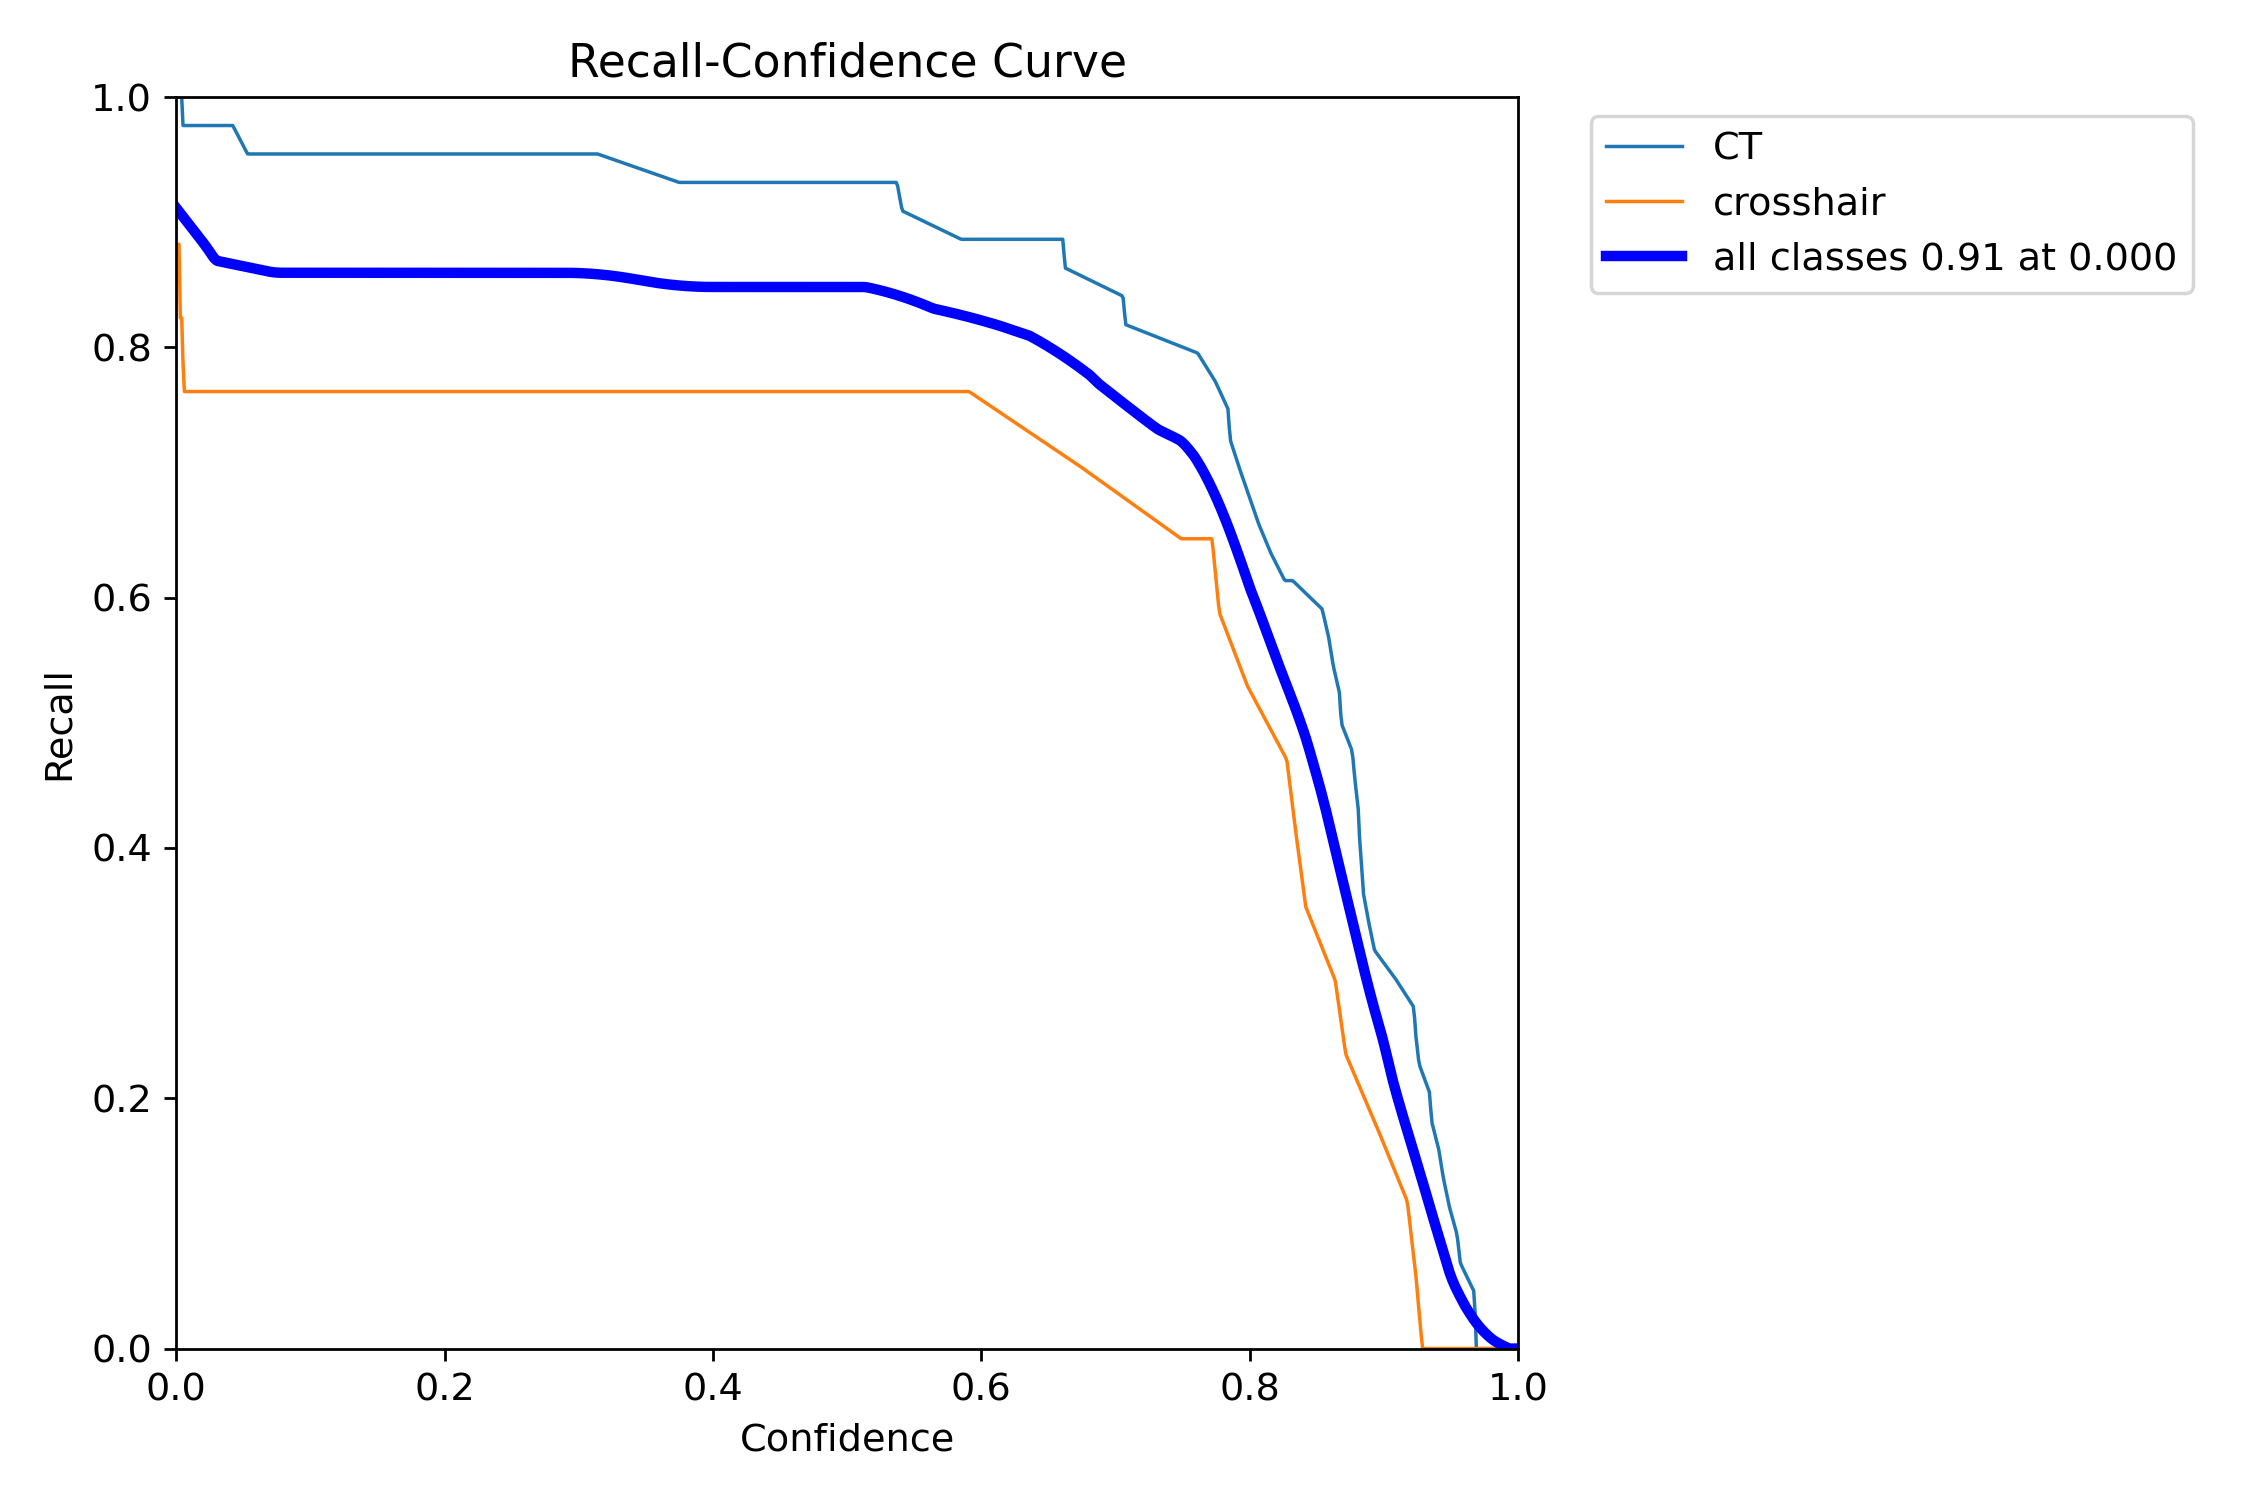 Recall-Confidence Curve
CT
crosshair
all classes 0.91 at 0.000
1.0
0.8
0.6
0.4
0.2
0.0
Recall
0.0 0.2 0.4 0.6 0.8 1.0
Confidence